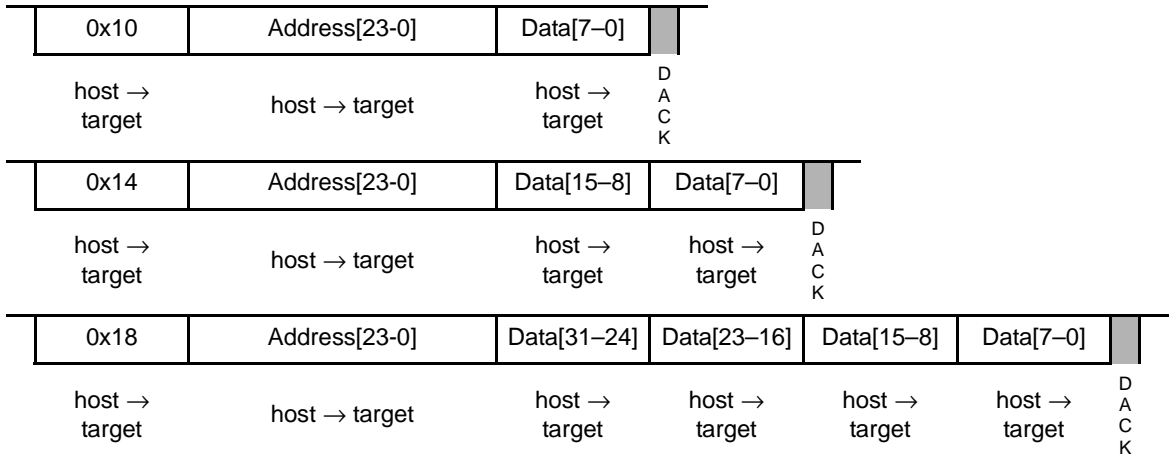 0x10 Address[23-0] Data[7–0]
host →
target
host → target
host →
target
D
A
C
K
0x14 Address[23-0] Data[15–8] Data[7–0]
host →
target
host → target
host →
target
host →
target
D
A
C
K
0x18 Address[23-0] Data[31–24] Data[23–16] Data[15–8] Data[7–0]
host →
target
host → target
host →
target
host →
target
host →
target
host →
target
D
A
C
K